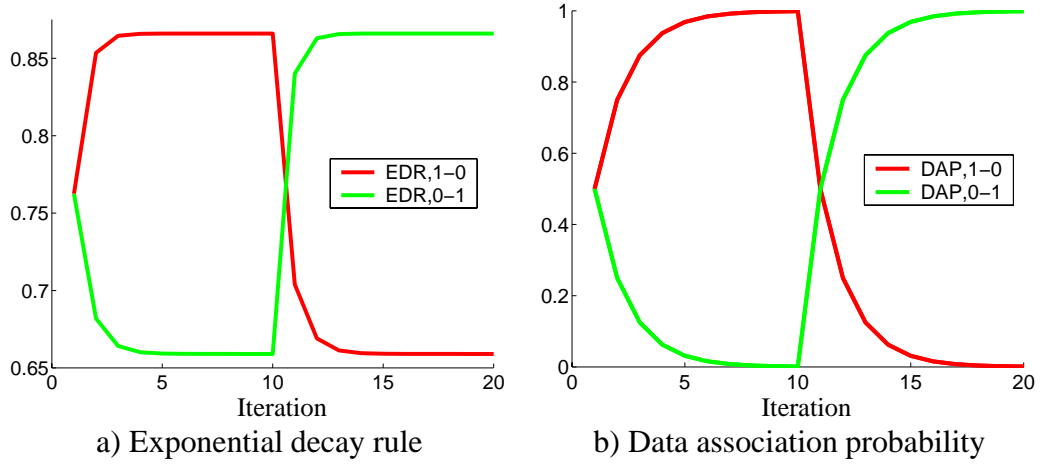 0.85
0.8
0.75
0.7
0.65
0 5 10 15 20
EDR,1−0
EDR,0−1
Iteration
a) Exponential decay rule
1
0.8
0.6
0.4
0.2
0
0 5 10 15 20
DAP,1−0
DAP,0−1
Iteration
b) Data association probability